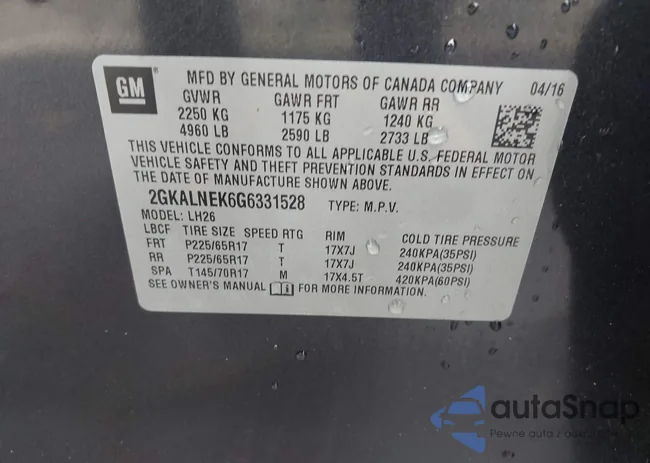 GM
MFD BY GENERAL MOTORS OF CANADA COMPANY 04/16
GVWR GAWR FRT GAWR RR
2250 KG 1175 KG 1240 KG
4960 LB 2590 LB 2733 LB
THIS VEHICLE CONFORMS TO ALL APPLICABLE U.S. FEDERAL MOTOR
VEHICLE SAFETY AND THEFT PREVENTION STANDARDS IN EFFECT ON
THE DATE OF MANUFACTURE SHOWN ABOVE.
2GKALNEK6G6331528 TYPE: M.P.V.
MODEL: LH26
LBCF TIRE SIZE SPEED RTG RIM COLD TIRE PRESSURE
FRT P225/65R17 T 17X7J 240KPA(35PSI)
RR P225/65R17 T 17X7J 240KPA(35PSI)
SPA T145/70R17 M 17X4.5T 420KPA(60PSI)
SEE OWNER'S MANUAL FOR MORE INFORMATION.
autaSnap
Pewne auta z aukcji